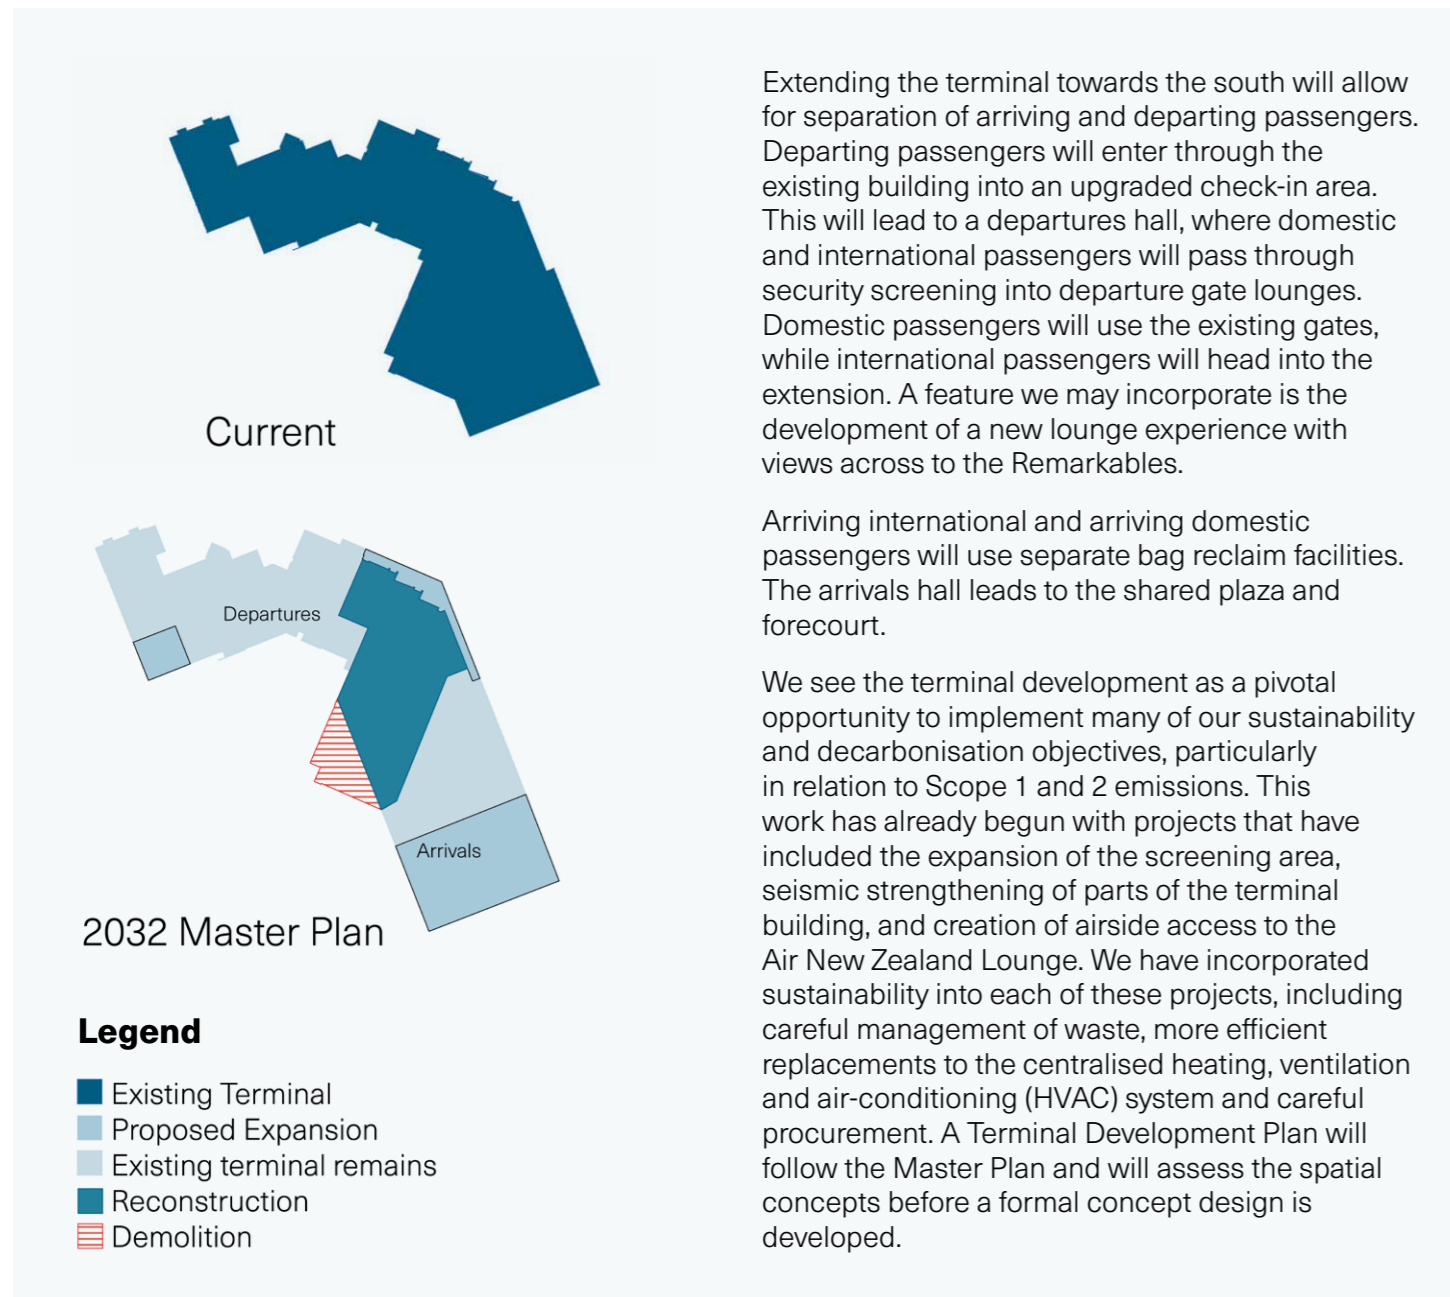 Current
Departures
Arrivals
2032 Master Plan
Legend
Existing Terminal
Proposed Expansion
Existing terminal remains
Reconstruction
Demolition
Extending the terminal towards the south will allow
for separation of arriving and departing passengers.
Departing passengers will enter through the
existing building into an upgraded check-in area.
This will lead to a departures hall, where domestic
and international passengers will pass through
security screening into departure gate lounges.
Domestic passengers will use the existing gates,
while international passengers will head into the
extension. A feature we may incorporate is the
development of a new lounge experience with
views across to the Remarkables.
Arriving international and arriving domestic
passengers will use separate bag reclaim facilities.
The arrivals hall leads to the shared plaza and
forecourt.
We see the terminal development as a pivotal
opportunity to implement many of our sustainability
and decarbonisation objectives, particularly
in relation to Scope 1 and 2 emissions. This
work has already begun with projects that have
included the expansion of the screening area,
seismic strengthening of parts of the terminal
building, and creation of airside access to the
Air New Zealand Lounge. We have incorporated
sustainability into each of these projects, including
careful management of waste, more efficient
replacements to the centralised heating, ventilation
and air-conditioning (HVAC) system and careful
procurement. A Terminal Development Plan will
follow the Master Plan and will assess the spatial
concepts before a formal concept design is
developed.